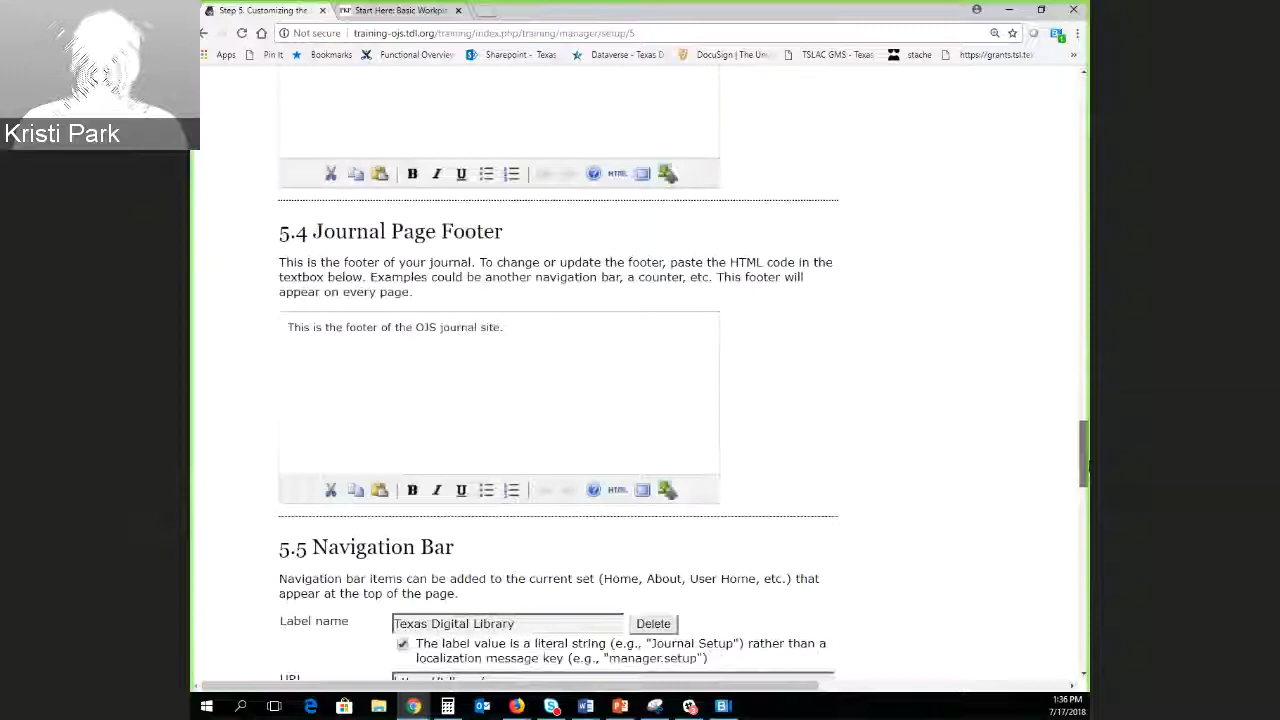 Step 5. Customizing the
Start Here: Basic Workpl
Not secure
training-ojs.tdl.org/training/index.php/training/manager/setup/5
Apps
Pin It
Bookmarks
Functional Overview
Sharepoint - Texas
Dataverse - Texas D
DocuSign | The Un
TSLAC GMS - Texas
stache
https://grants.tsl.tex
»
Kristi Park
B I U
HTML
5.4 Journal Page Footer
This is the footer of your journal. To change or update the footer, paste the HTML code in the
textbox below. Examples could be another navigation bar, a counter, etc. This footer will
appear on every page.
This is the footer of the OJS journal site.
B I U
HTML
5.5 Navigation Bar
Navigation bar items can be added to the current set (Home, About, User Home, etc.) that
appear at the top of the page.
Label name
Texas Digital Library
Delete
The label value is a literal string (e.g., "Journal Setup") rather than a
localization message key (e.g., "manager.setup")
URL
1:36 PM
7/17/2018